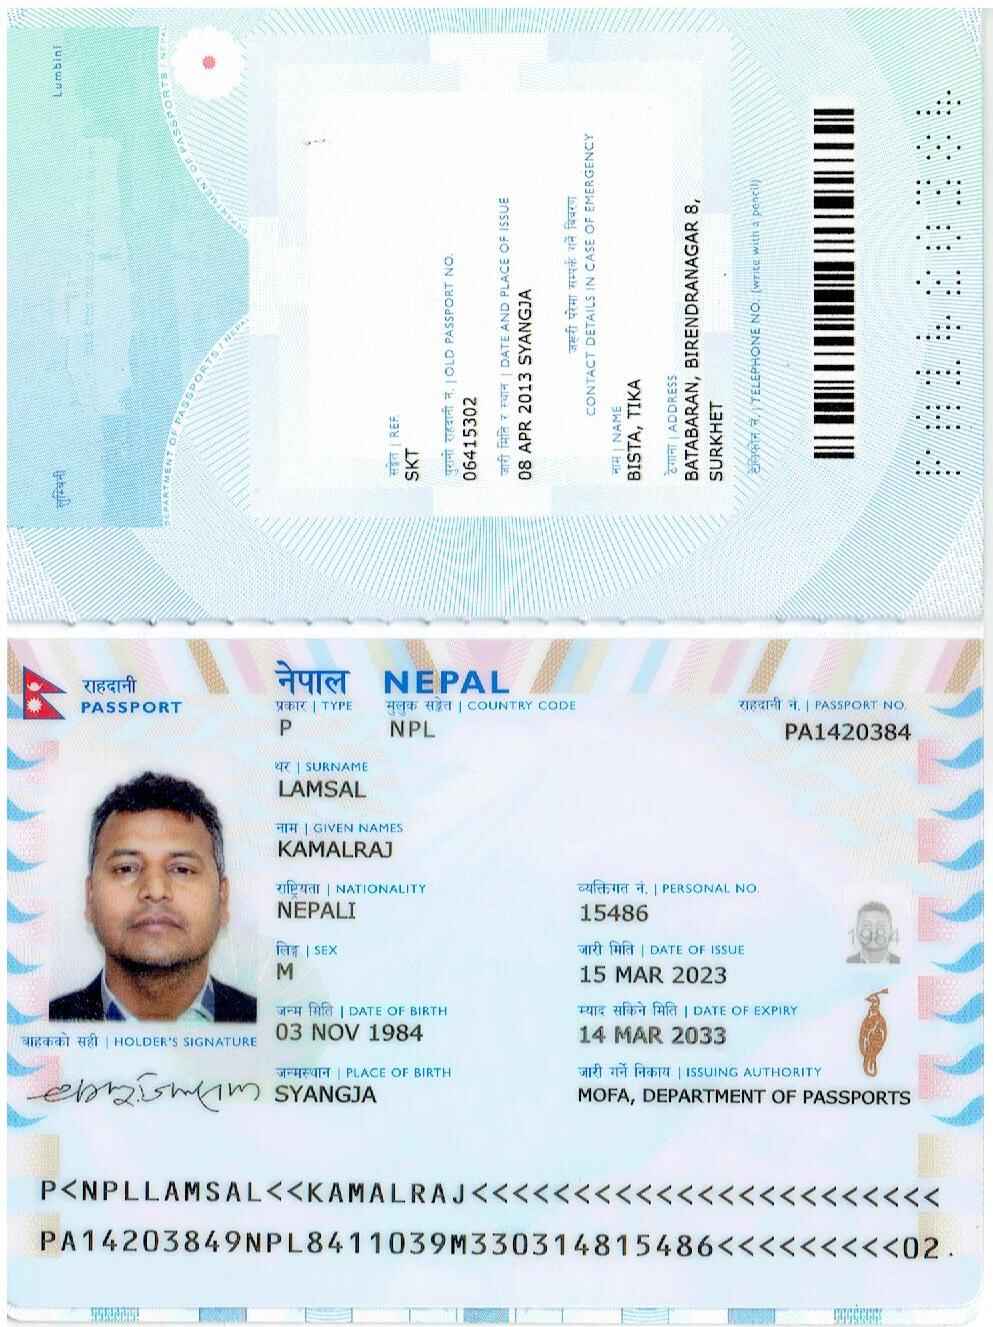 Lumbini
लुम्बिनी
DEPARTMENT OF PASSPORTS | NEPAL
सङ्केत | REF.
SKT
पुरानो राहदानी नं. | OLD PASSPORT NO.
06415302
जारी मिति र स्थान | DATE AND PLACE OF ISSUE
08 APR 2013 SYANGJA
जरूरी परेमा सम्पर्क गर्ने विवरण
CONTACT DETAILS IN CASE OF EMERGENCY
नाम | NAME
BISTA, TIKA
ठेगाना | ADDRESS
BATABARAN, BIRENDRANAGAR 8,
SURKHET
टेलिफोन नं. | TELEPHONE NO. (write with a pencil)
राहदानी
PASSPORT
नेपाल NEPAL
प्रकार | TYPE
मुलुक सङ्केत | COUNTRY CODE
राहदानी नं. | PASSPORT NO.
P
NPL
PA1420384
थर | SURNAME
LAMSAL
नाम | GIVEN NAMES
KAMALRAJ
राष्ट्रियता | NATIONALITY
व्यक्तिगत नं. | PERSONAL NO.
NEPALI
15486
लिङ्ग | SEX
जारी मिति | DATE OF ISSUE
M
15 MAR 2023
1984
जन्म मिति | DATE OF BIRTH
म्याद सकिने मिति | DATE OF EXPIRY
03 NOV 1984
14 MAR 2033
बाहकको सही | HOLDER'S SIGNATURE
जन्मस्थान | PLACE OF BIRTH
जारी गर्ने निकाय | ISSUING AUTHORITY
SYANGJA
MOFA, DEPARTMENT OF PASSPORTS
P<NPLLAMSAL<<KAMALRAJ<<<<<<<<<<<<<<<<<<<<<<<
PA14203849NPL8411039M330314815486<<<<<<<<<02